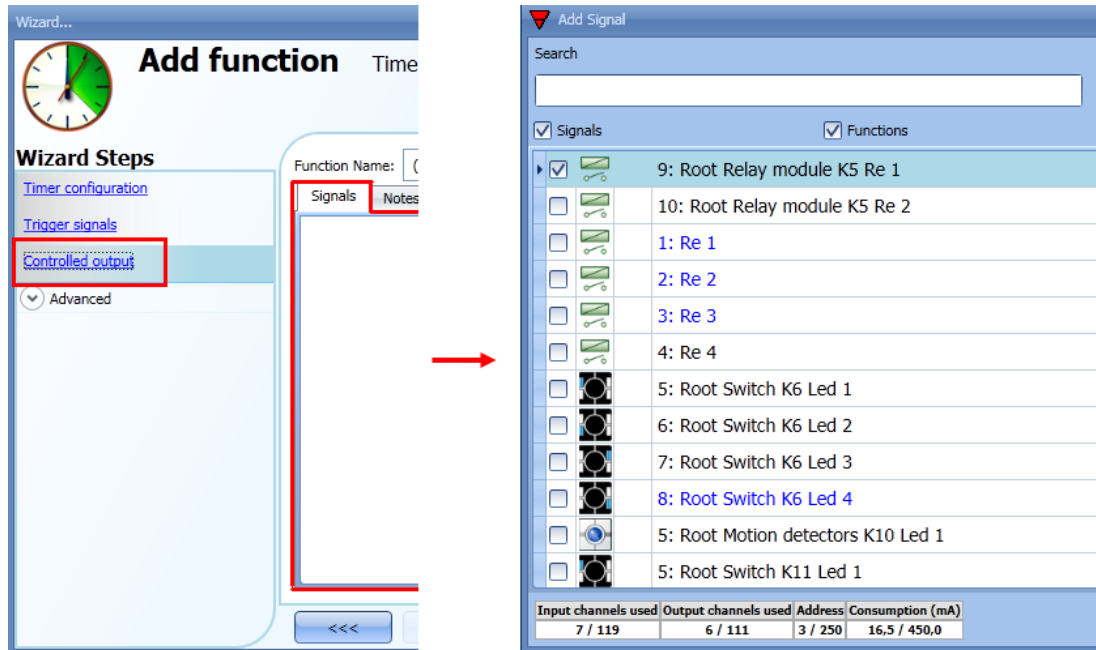 Wizard...
Add function Time
Wizard Steps
Timer configuration
Trigger signals
Controlled output
Advanced
Function Name: (
Signals Notes
<<<
Add Signal
Search
Signals Functions
9: Root Relay module K5 Re 1
10: Root Relay module K5 Re 2
1: Re 1
2: Re 2
3: Re 3
4: Re 4
5: Root Switch K6 Led 1
6: Root Switch K6 Led 2
7: Root Switch K6 Led 3
8: Root Switch K6 Led 4
5: Root Motion detectors K10 Led 1
5: Root Switch K11 Led 1
Input channels used Output channels used Address Consumption (mA)
7 / 119 6 / 111 3 / 250 16,5 / 450,0